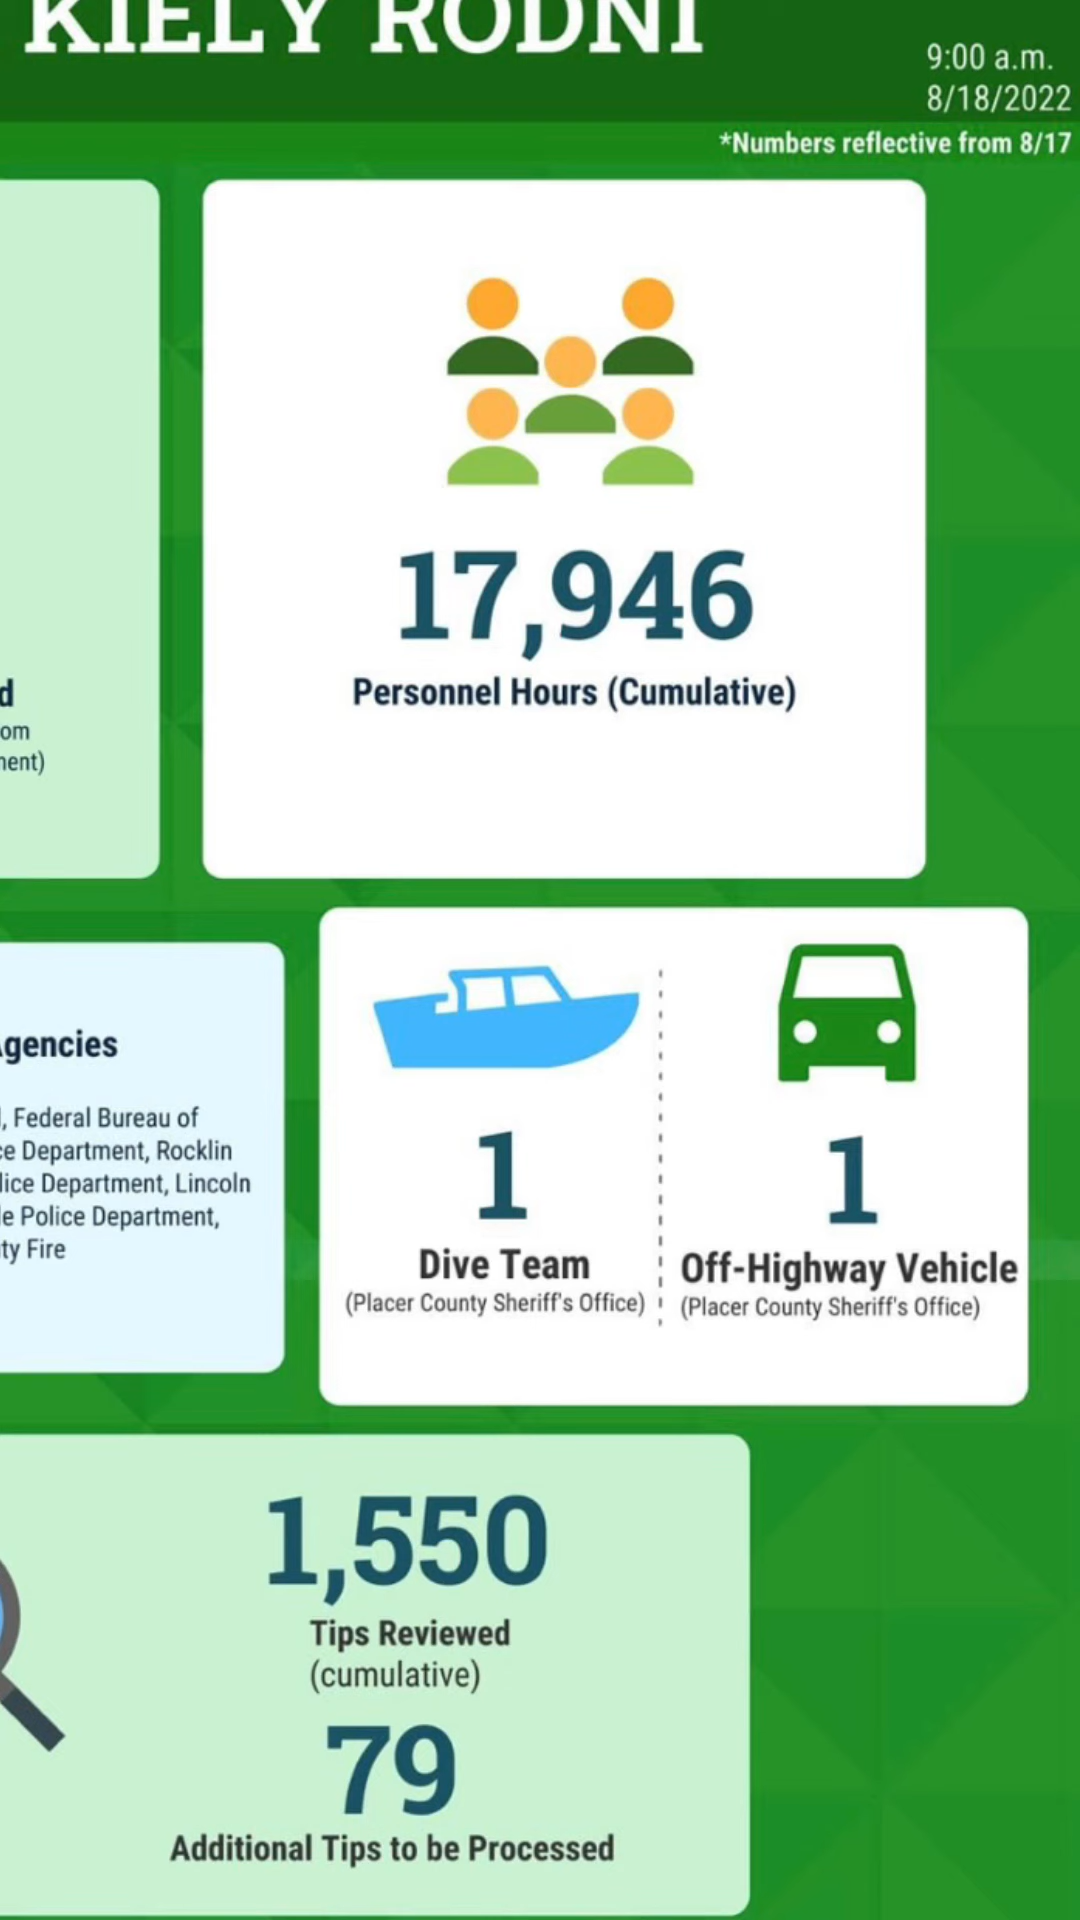 KIELY RODNI
9:00 a.m.
8/18/2022
*Numbers reflective from 8/17
17,946
Personnel Hours (Cumulative)
d
om
ent)
gencies
, Federal Bureau of
ce Department, Rocklin
lice Department, Lincoln
le Police Department,
ty Fire
1
Dive Team
(Placer County Sheriff's Office)
1
Off-Highway Vehicle
(Placer County Sheriff's Office)
1,550
Tips Reviewed
(cumulative)
79
Additional Tips to be Processed